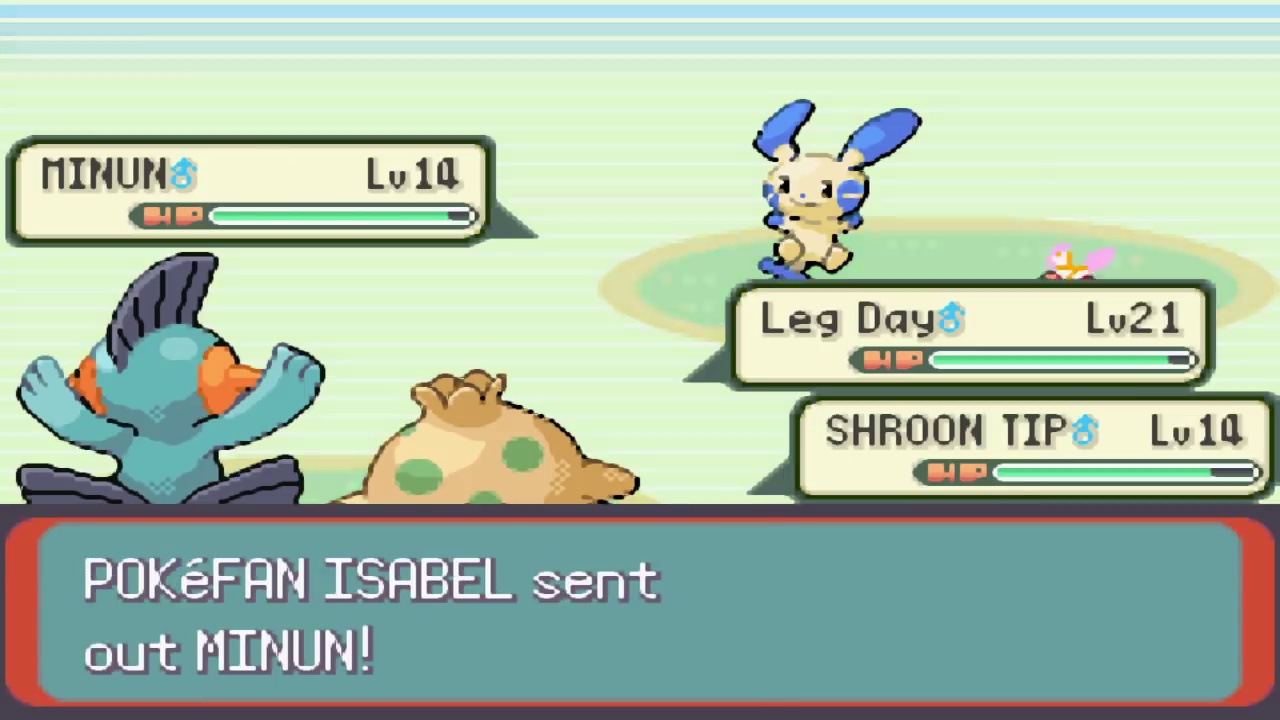 MINUN♂ Lv14
HP
Leg Day♂ Lv21
HP
SHROON TIP♂ Lv14
HP
POKéFAN ISABEL sent
out MINUN!